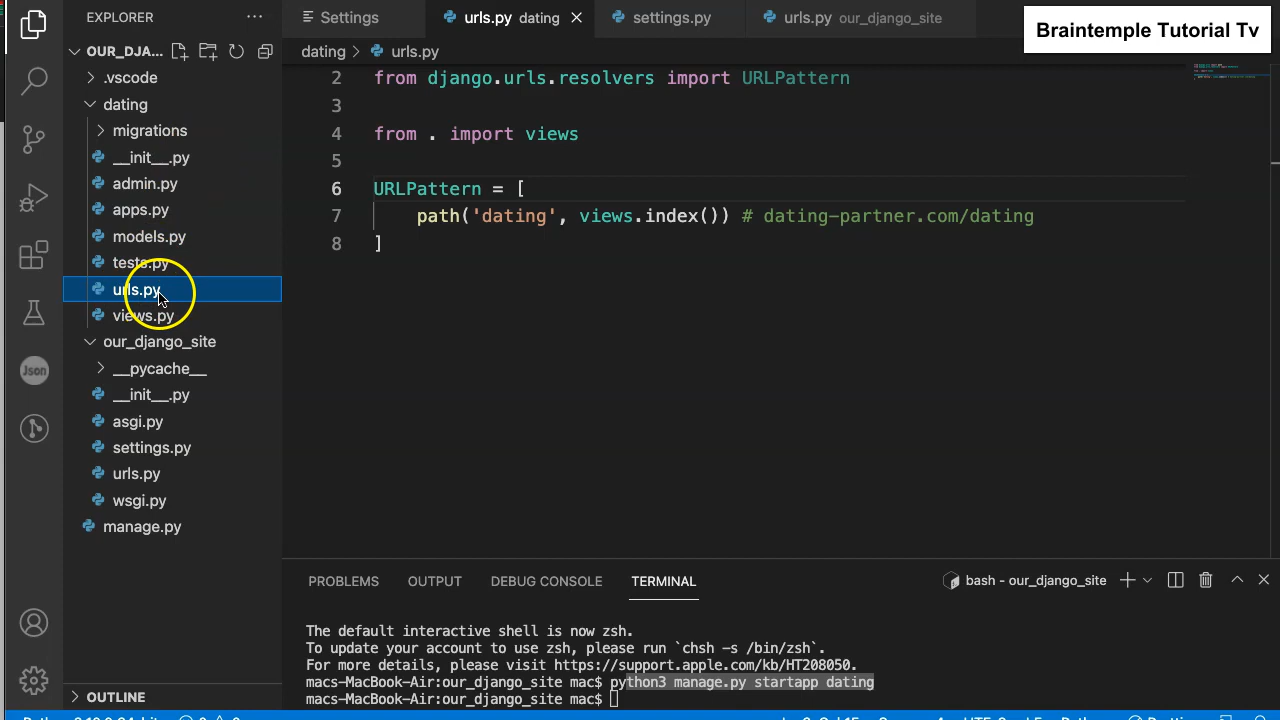 EXPLORER
Settings
urls.py dating
settings.py
urls.py our_django_site
Braintemple Tutorial Tv
OUR_DJA...
dating > urls.py
.vscode
dating
migrations
__init__.py
admin.py
apps.py
models.py
tests.py
urls.py
views.py
our_django_site
__pycache__
__init__.py
asgi.py
settings.py
urls.py
wsgi.py
manage.py
Json
OUTLINE
2 from django.urls.resolvers import URLPattern
3
4 from . import views
5
6 URLPattern = [
7 path('dating', views.index()) # dating-partner.com/dating
8 ]
PROBLEMS OUTPUT DEBUG CONSOLE TERMINAL
bash - our_django_site
The default interactive shell is now zsh.
To update your account to use zsh, please run `chsh -s /bin/zsh`.
For more details, please visit https://support.apple.com/kb/HT208050.
macs-MacBook-Air:our_django_site mac$ python3 manage.py startapp dating
macs-MacBook-Air:our_django_site mac$